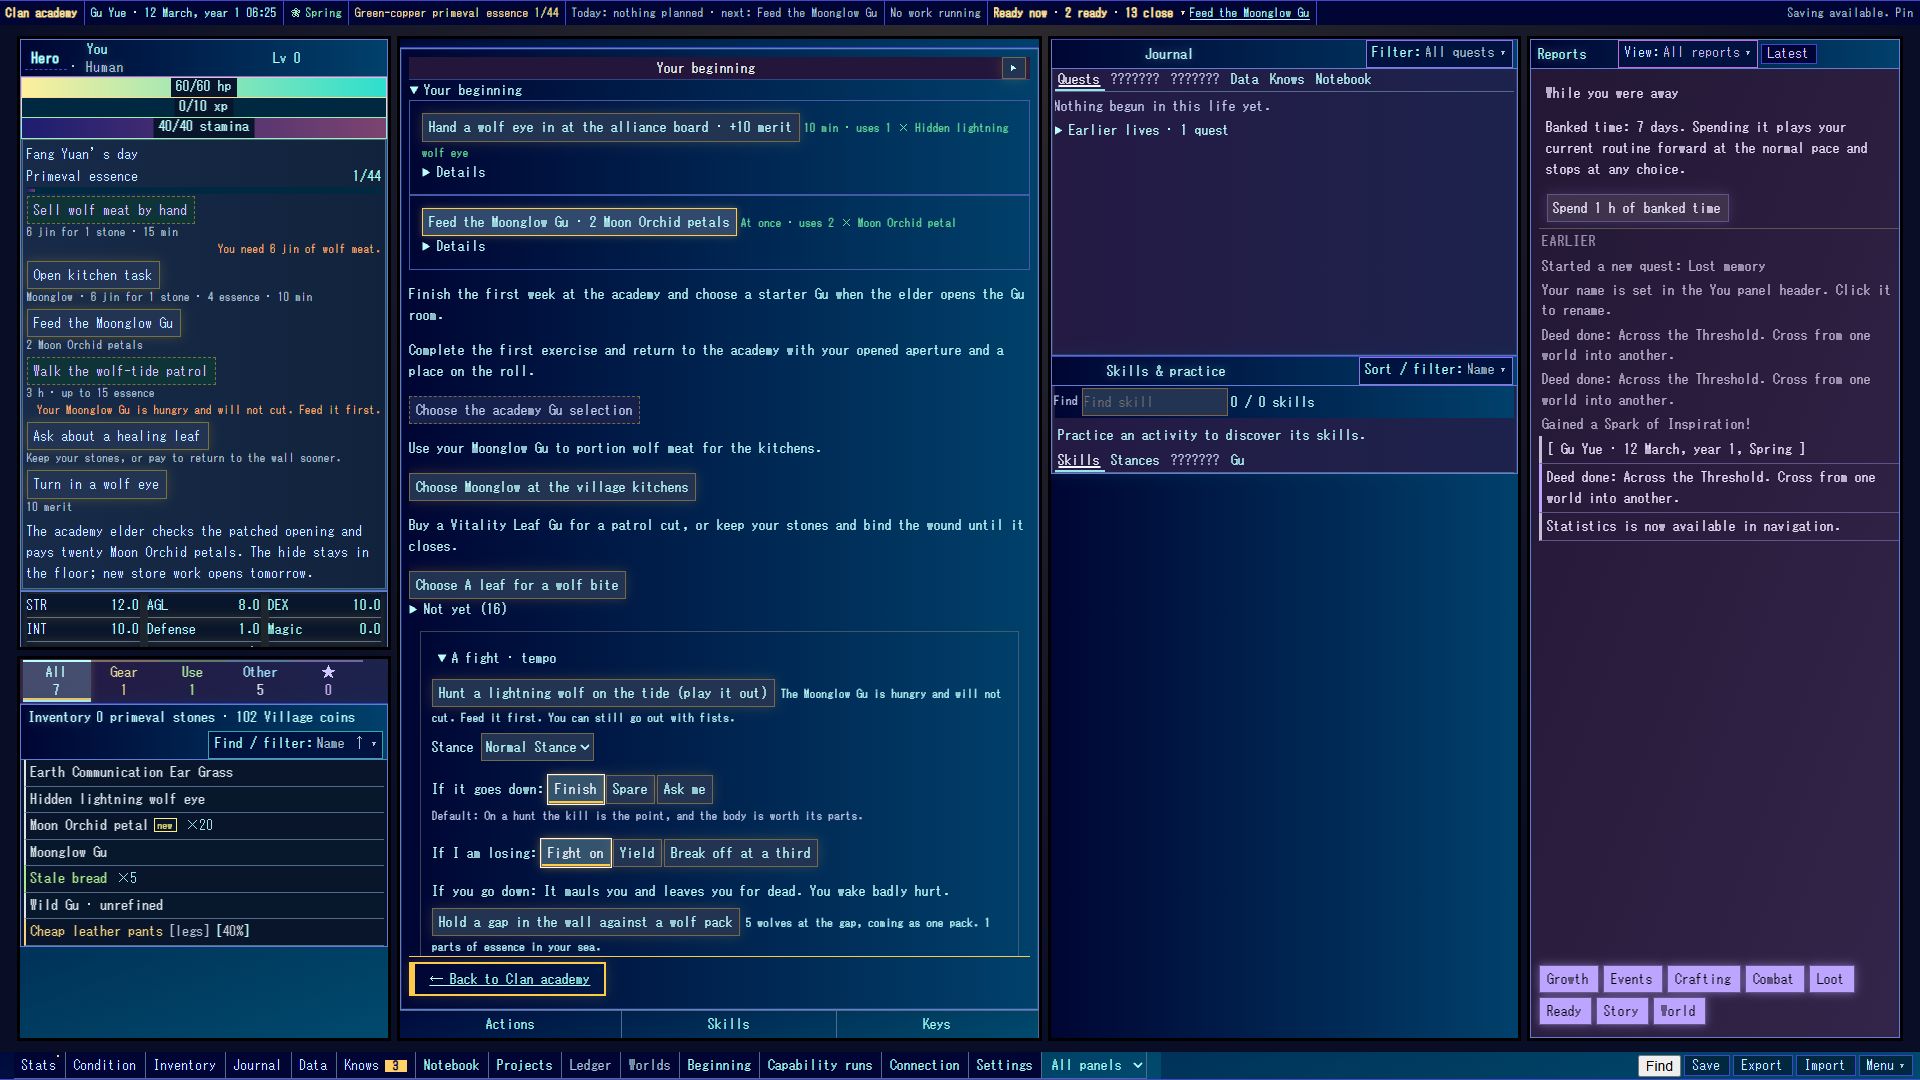 Clan academy Gu Yue · 12 March, year 1 06:25 ❀ Spring Green-copper primeval essence 1/44 Today: nothing planned · next: Feed the Moonglow Gu No work running Ready now · 2 ready · 13 close ▾ Feed the Moonglow Gu Saving available. Pin
Hero · You Human Lv 0
60/60 hp
0/10 xp
40/40 stamina
Fang Yuan's day
Primeval essence 1/44
Sell wolf meat by hand
6 jin for 1 stone · 15 min
You need 6 jin of wolf meat.
Open kitchen task
Moonglow · 6 jin for 1 stone · 4 essence · 10 min
Feed the Moonglow Gu
2 Moon Orchid petals
Walk the wolf-tide patrol
3 h · up to 15 essence
Your Moonglow Gu is hungry and will not cut. Feed it first.
Ask about a healing leaf
Keep your stones, or pay to return to the wall sooner.
Turn in a wolf eye
10 merit
The academy elder checks the patched opening and
pays twenty Moon Orchid petals. The hide stays in
the floor; new store work opens tomorrow.
STR 12.0 AGL 8.0 DEX 10.0
INT 10.0 Defense 1.0 Magic 0.0
All 7 Gear 1 Use 1 Other 5 ★ 0
Inventory 0 primeval stones · 102 Village coins
Find / filter: Name ↑ ▾
Earth Communication Ear Grass
Hidden lightning wolf eye
Moon Orchid petal new ×20
Moonglow Gu
Stale bread ×5
Wild Gu · unrefined
Cheap leather pants [legs] [40%]
Your beginning ▸
▼ Your beginning
Hand a wolf eye in at the alliance board · +10 merit 10 min · uses 1 × Hidden lightning
wolf eye
▶ Details
Feed the Moonglow Gu · 2 Moon Orchid petals At once · uses 2 × Moon Orchid petal
▶ Details
Finish the first week at the academy and choose a starter Gu when the elder opens the Gu
room.
Complete the first exercise and return to the academy with your opened aperture and a
place on the roll.
Choose the academy Gu selection
Use your Moonglow Gu to portion wolf meat for the kitchens.
Choose Moonglow at the village kitchens
Buy a Vitality Leaf Gu for a patrol cut, or keep your stones and bind the wound until it
closes.
Choose A leaf for a wolf bite
▶ Not yet (16)
▼ A fight · tempo
Hunt a lightning wolf on the tide (play it out) The Moonglow Gu is hungry and will not
cut. Feed it first. You can still go out with fists.
Stance Normal Stance
If it goes down: Finish Spare Ask me
Default: On a hunt the kill is the point, and the body is worth its parts.
If I am losing: Fight on Yield Break off at a third
If you go down: It mauls you and leaves you for dead. You wake badly hurt.
Hold a gap in the wall against a wolf pack 5 wolves at the gap, coming as one pack. 1
parts of essence in your sea.
← Back to Clan academy
Actions Skills Keys
Journal Filter: All quests ▾
Quests ??????? ??????? Data Knows Notebook
Nothing begun in this life yet.
▶ Earlier lives · 1 quest
Skills & practice Sort / filter: Name ▾
Find Find skill 0 / 0 skills
Practice an activity to discover its skills.
Skills Stances ??????? Gu
Reports View: All reports ▾ Latest
While you were away
Banked time: 7 days. Spending it plays your
current routine forward at the normal pace and
stops at any choice.
Spend 1 h of banked time
EARLIER
Started a new quest: Lost memory
Your name is set in the You panel header. Click it
to rename.
Deed done: Across the Threshold. Cross from one
world into another.
Deed done: Across the Threshold. Cross from one
world into another.
Gained a Spark of Inspiration!
[ Gu Yue · 12 March, year 1, Spring ]
Deed done: Across the Threshold. Cross from one
world into another.
Statistics is now available in navigation.
Growth Events Crafting Combat Loot
Ready Story World
Stats Condition Inventory Journal Data Knows 3 Notebook Projects Ledger Worlds Beginning Capability runs Connection Settings All panels Find Save Export Import Menu ▾